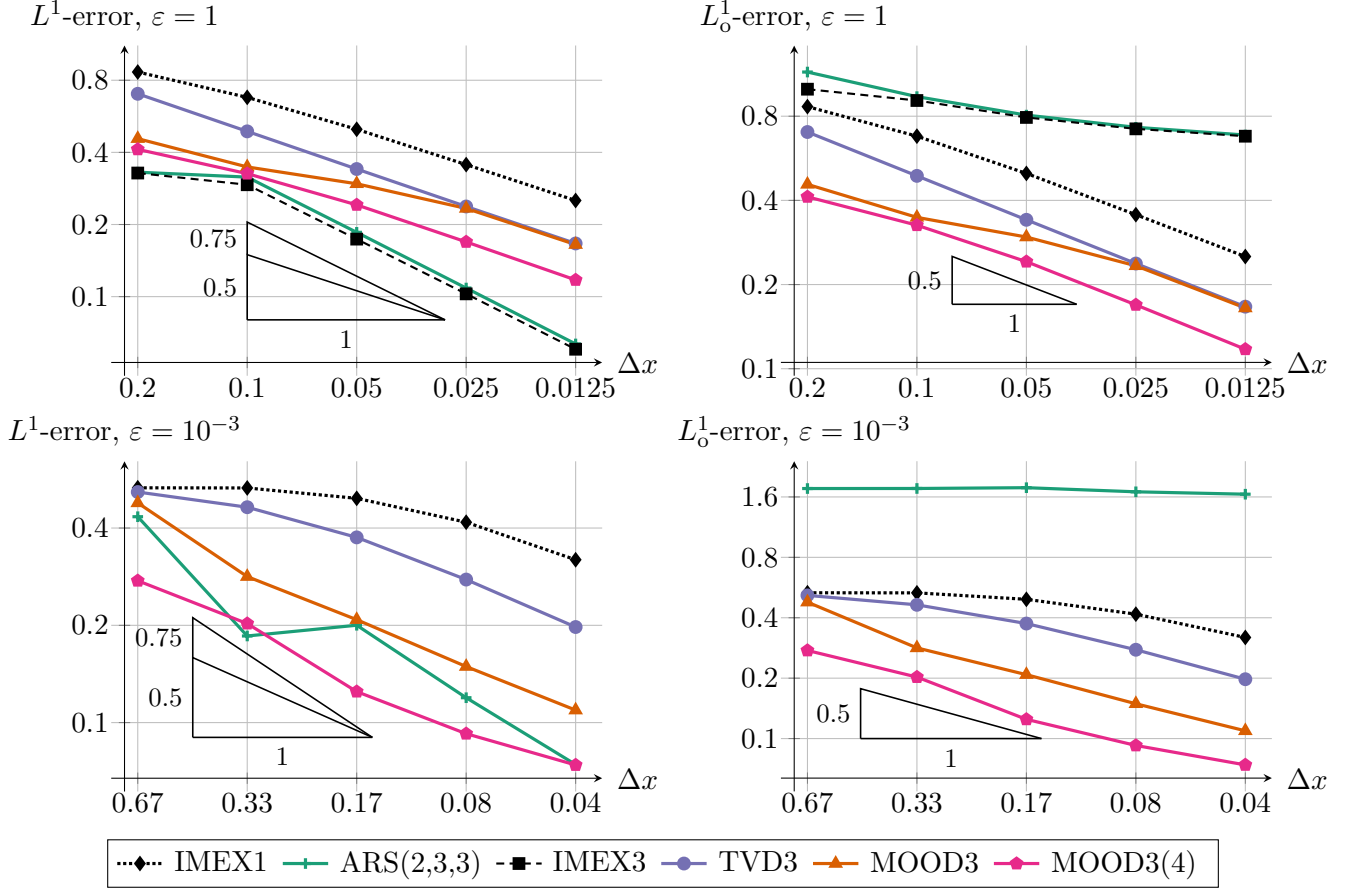 L¹-error, ε = 1
0.8
0.4
0.2
0.1
0.75
0.5
1
0.2 0.1 0.05 0.025 0.0125
Δx
L¹ₒ-error, ε = 1
0.8
0.4
0.2
0.1
0.5
1
0.2 0.1 0.05 0.025 0.0125
Δx
L¹-error, ε = 10⁻³
0.4
0.2
0.1
0.75
0.5
1
0.67 0.33 0.17 0.08 0.04
Δx
L¹ₒ-error, ε = 10⁻³
1.6
0.8
0.4
0.2
0.1
0.5
1
0.67 0.33 0.17 0.08 0.04
Δx
IMEX1 ARS(2,3,3) IMEX3 TVD3 MOOD3 MOOD3(4)